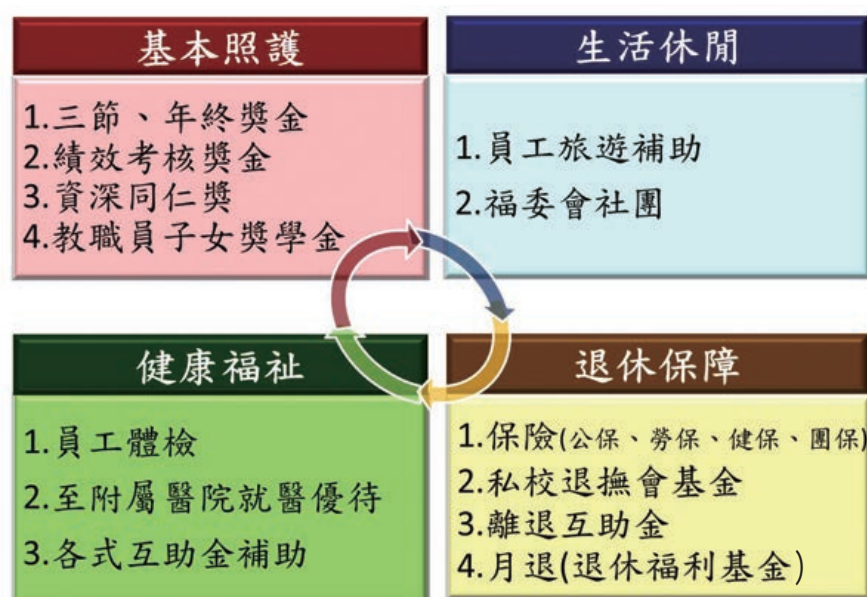 基本照護
1.三節、年終獎金
2.績效考核獎金
3.資深同仁獎
4.教職員子女獎學金
生活休閒
1.員工旅遊補助
2.福委會社團
健康福祉
1.員工體檢
2.至附屬醫院就醫優待
3.各式互助金補助
退休保障
1.保險(公保、勞保、健保、團保)
2.私校退撫會基金
3.離退互助金
4.月退(退休福利基金)